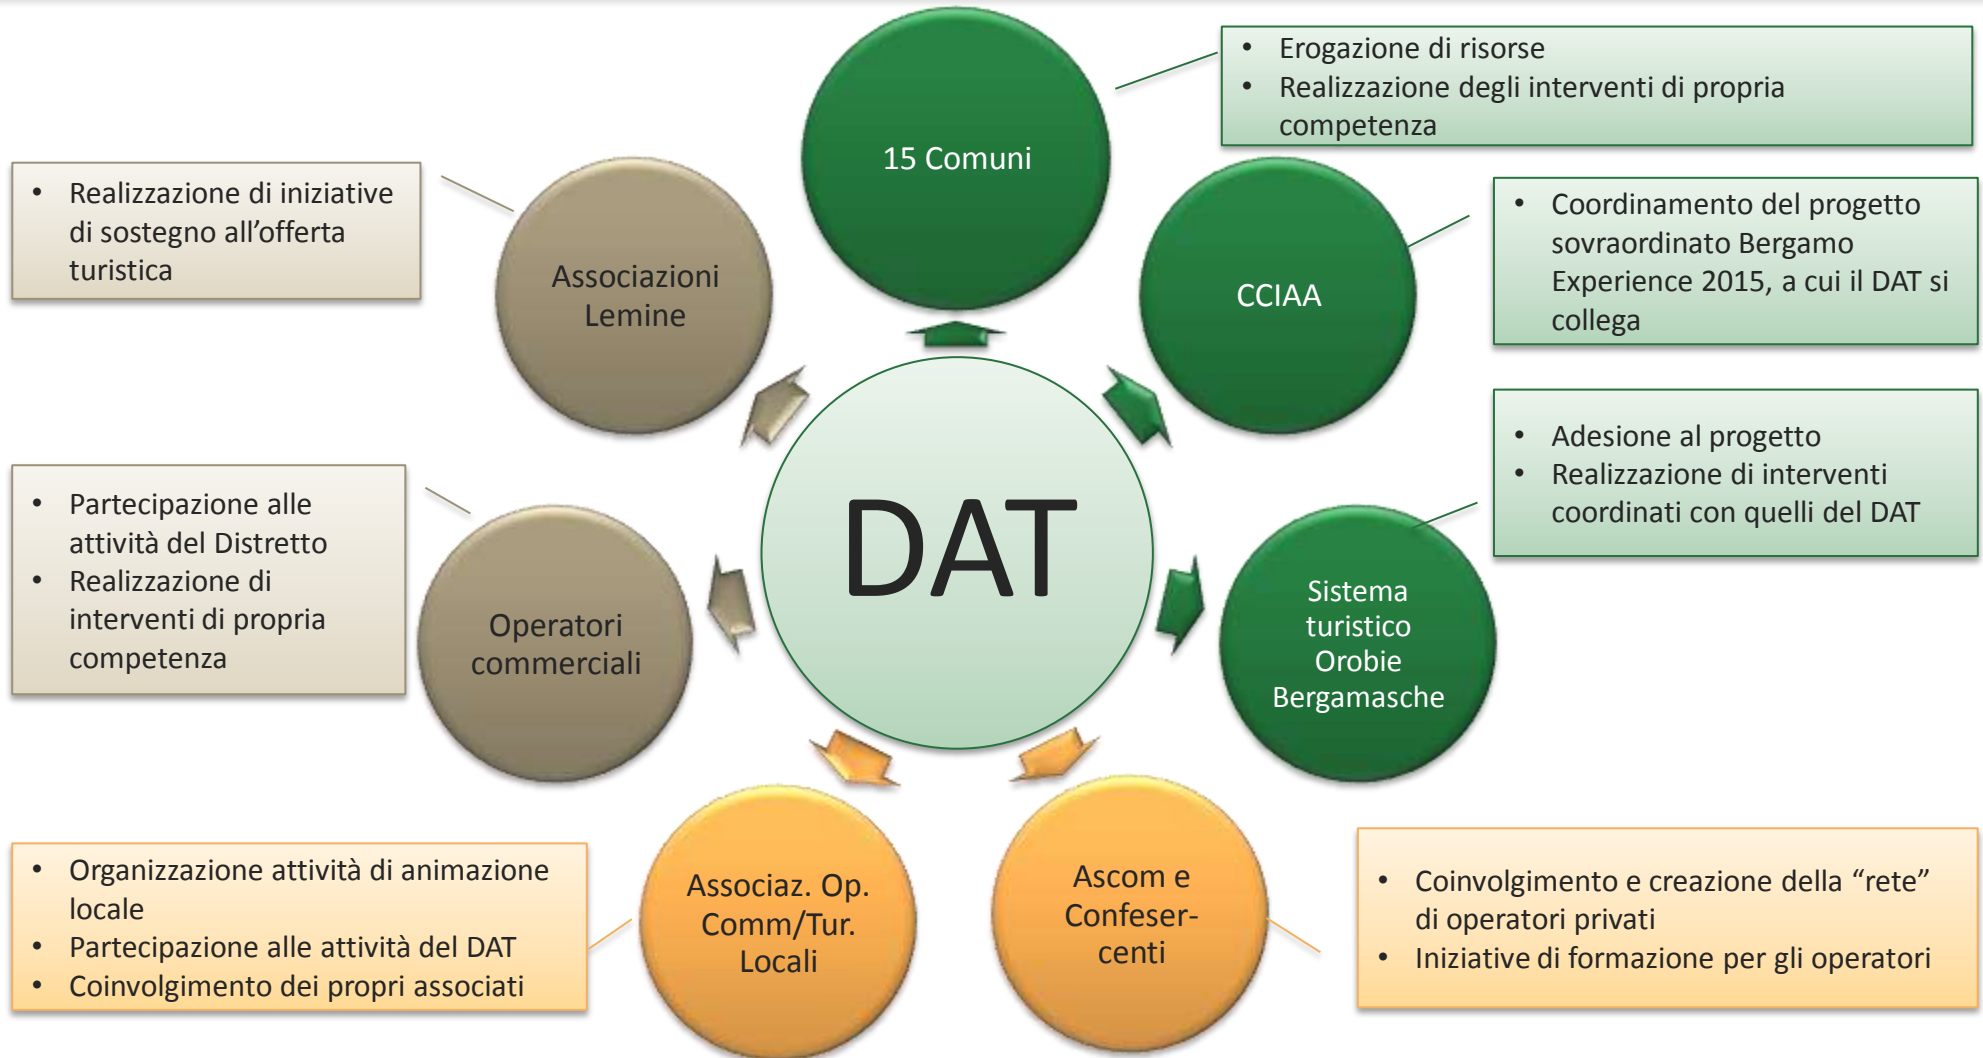 15 Comuni
• Erogazione di risorse
• Realizzazione degli interventi di propria
competenza
CCIAA
• Coordinamento del progetto
sovraordinato Bergamo
Experience 2015, a cui il DAT si
collega
Sistema
turistico
Orobie
Bergamasche
• Adesione al progetto
• Realizzazione di interventi
coordinati con quelli del DAT
Ascom e
Confeser-
centi
• Coinvolgimento e creazione della “rete”
di operatori privati
• Iniziative di formazione per gli operatori
Associaz. Op.
Comm/Tur.
Locali
• Organizzazione attività di animazione
locale
• Partecipazione alle attività del DAT
• Coinvolgimento dei propri associati
Operatori
commerciali
• Partecipazione alle
attività del Distretto
• Realizzazione di
interventi di propria
competenza
Associazioni
Lemine
• Realizzazione di iniziative
di sostegno all’offerta
turistica
DAT